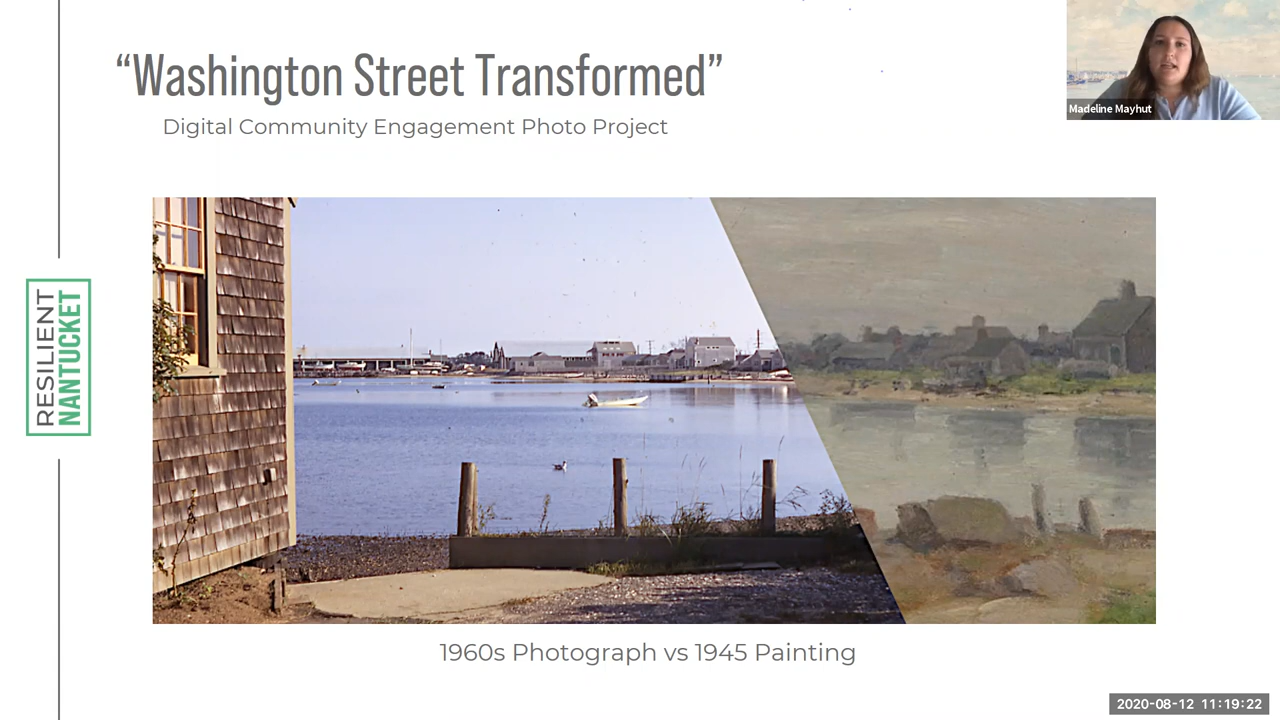 “Washington Street Transformed”
Digital Community Engagement Photo Project
Madeline Mayhut
RESILIENT
NANTUCKET
1960s Photograph vs 1945 Painting
2020-08-12 11:19:22